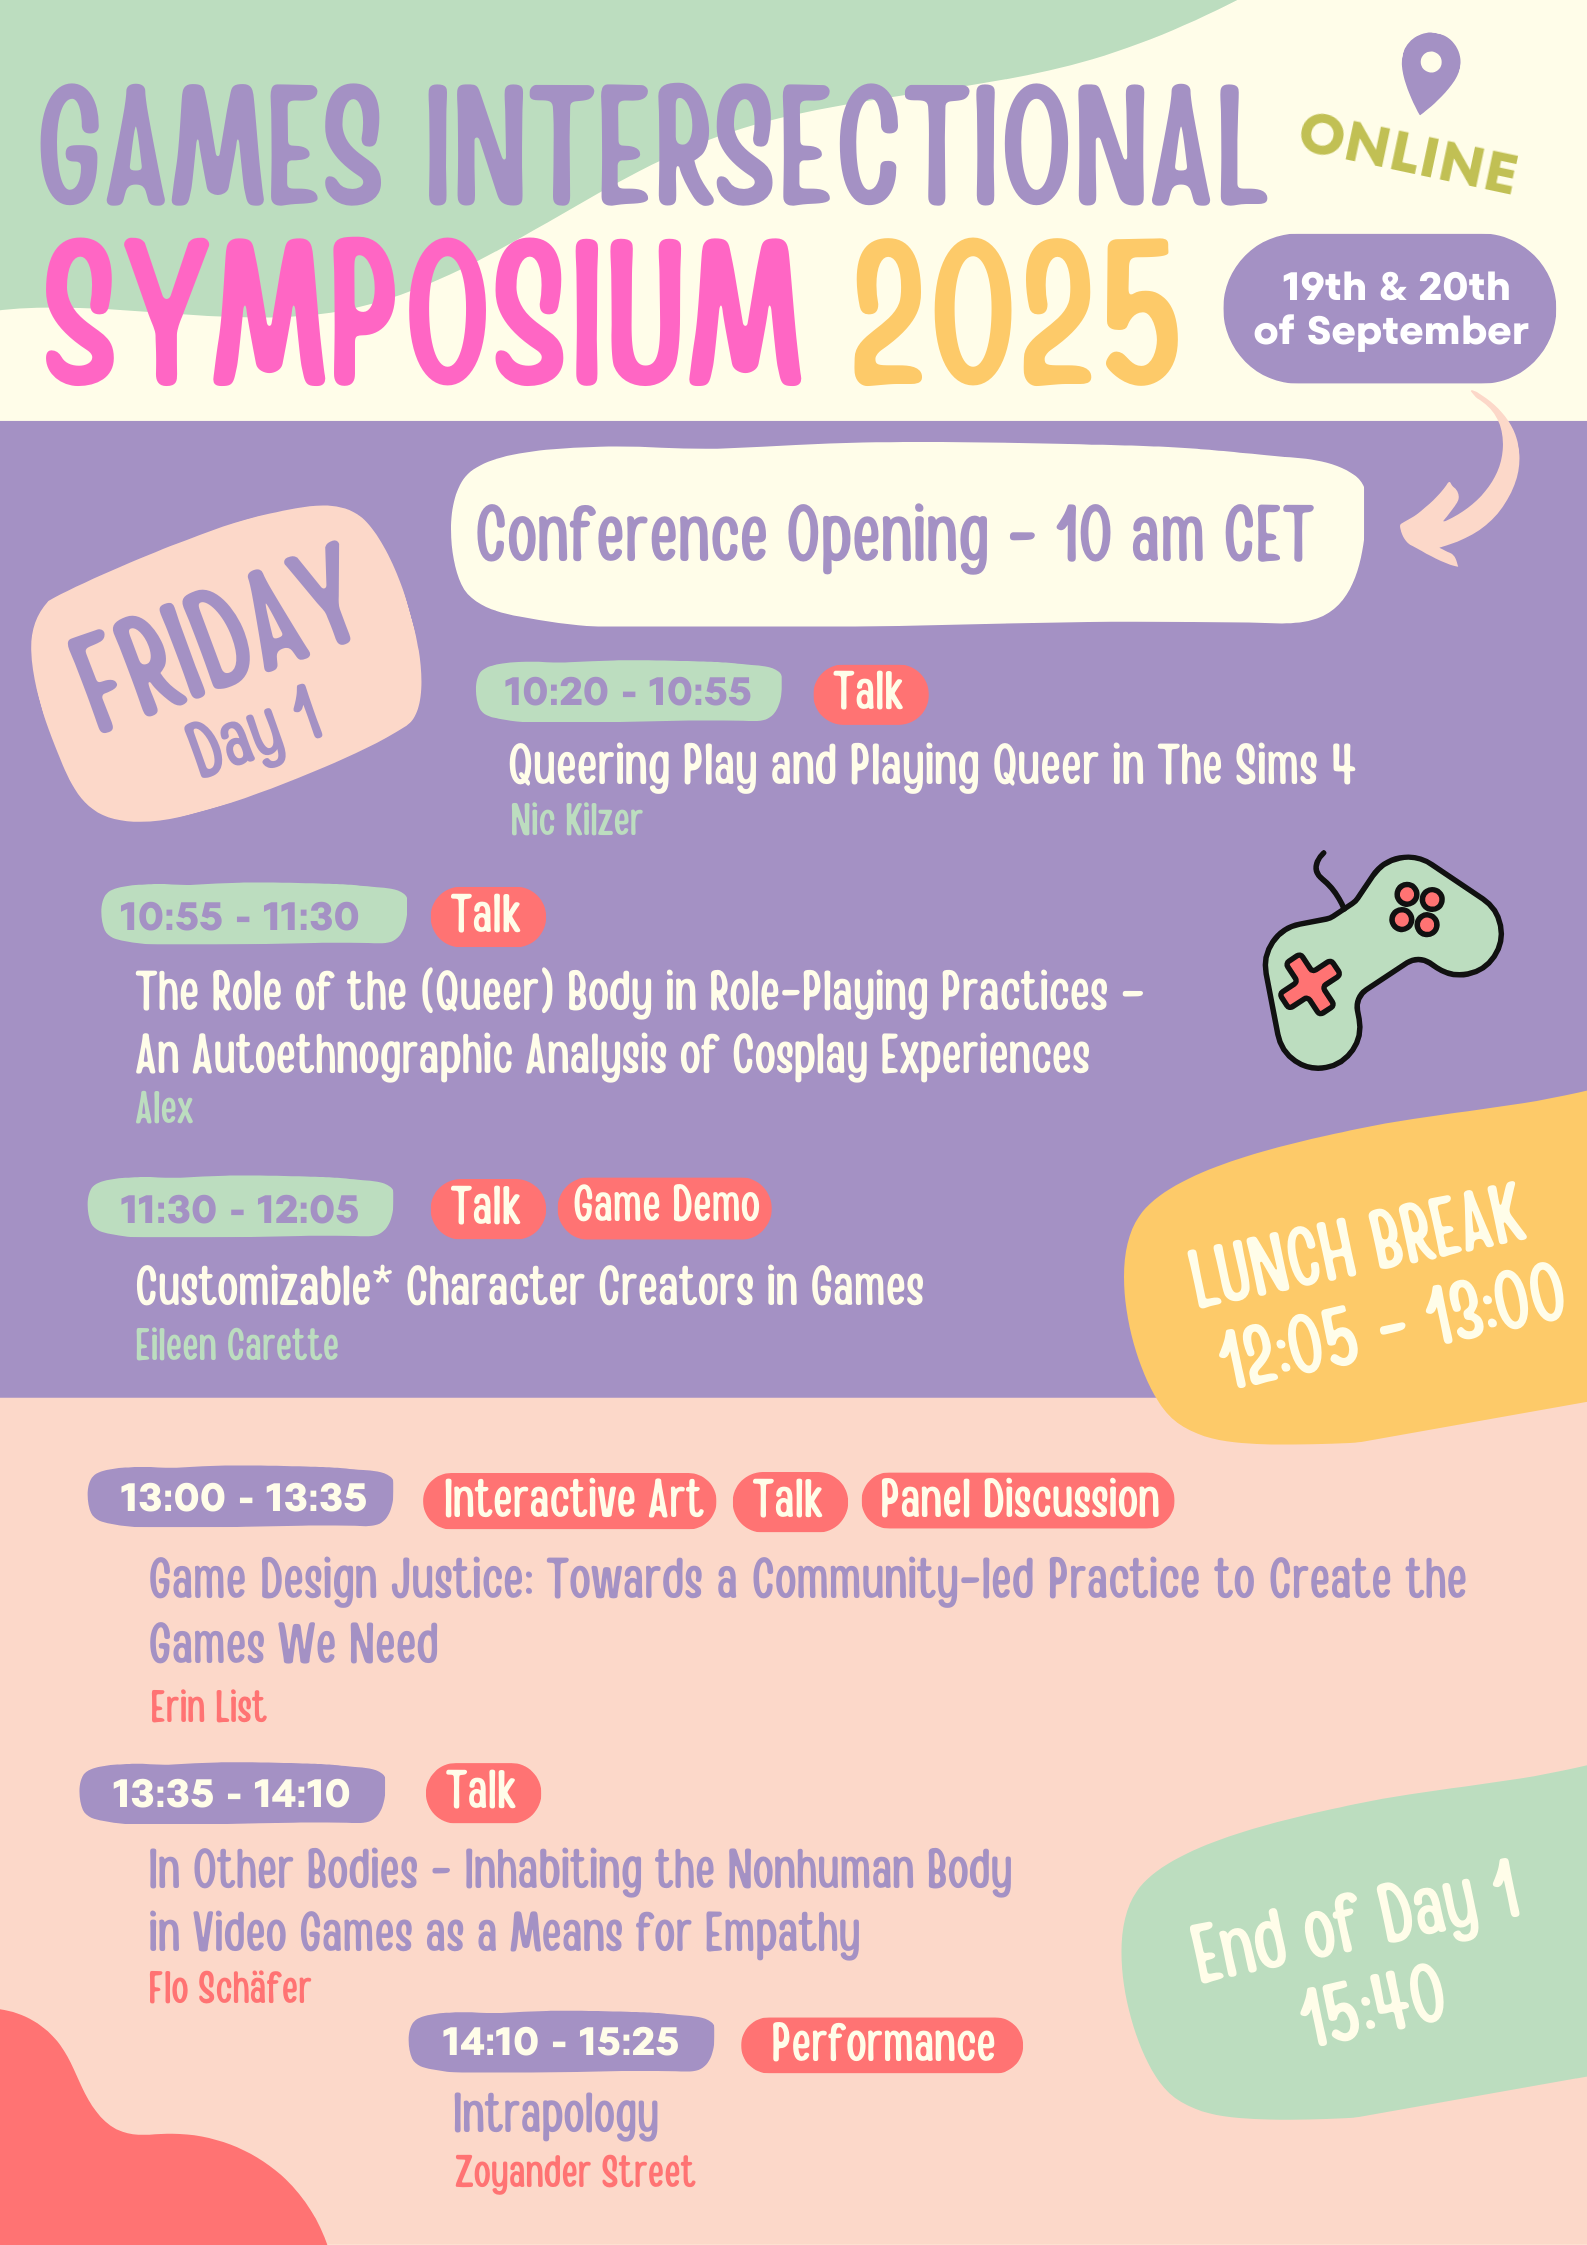 GAMES INTERSECTIONAL
SYMPOSIUM 2025
ONLINE
19th & 20th
of September
FRIDAY
Day 1
Conference Opening - 10 am CET
10:20 - 10:55
Talk
Queering Play and Playing Queer in The Sims 4
Nic Kilzer
10:55 - 11:30
Talk
The Role of the (Queer) Body in Role-Playing Practices -
An Autoethnographic Analysis of Cosplay Experiences
Alex
11:30 - 12:05
Talk
Game Demo
Customizable* Character Creators in Games
Eileen Carette
LUNCH BREAK
12:05 - 13:00
13:00 - 13:35
Interactive Art
Talk
Panel Discussion
Game Design Justice: Towards a Community-led Practice to Create the
Games We Need
Erin List
13:35 - 14:10
Talk
In Other Bodies - Inhabiting the Nonhuman Body
in Video Games as a Means for Empathy
Flo Schäfer
14:10 - 15:25
Performance
Intrapology
Zoyander Street
End of Day 1
15:40